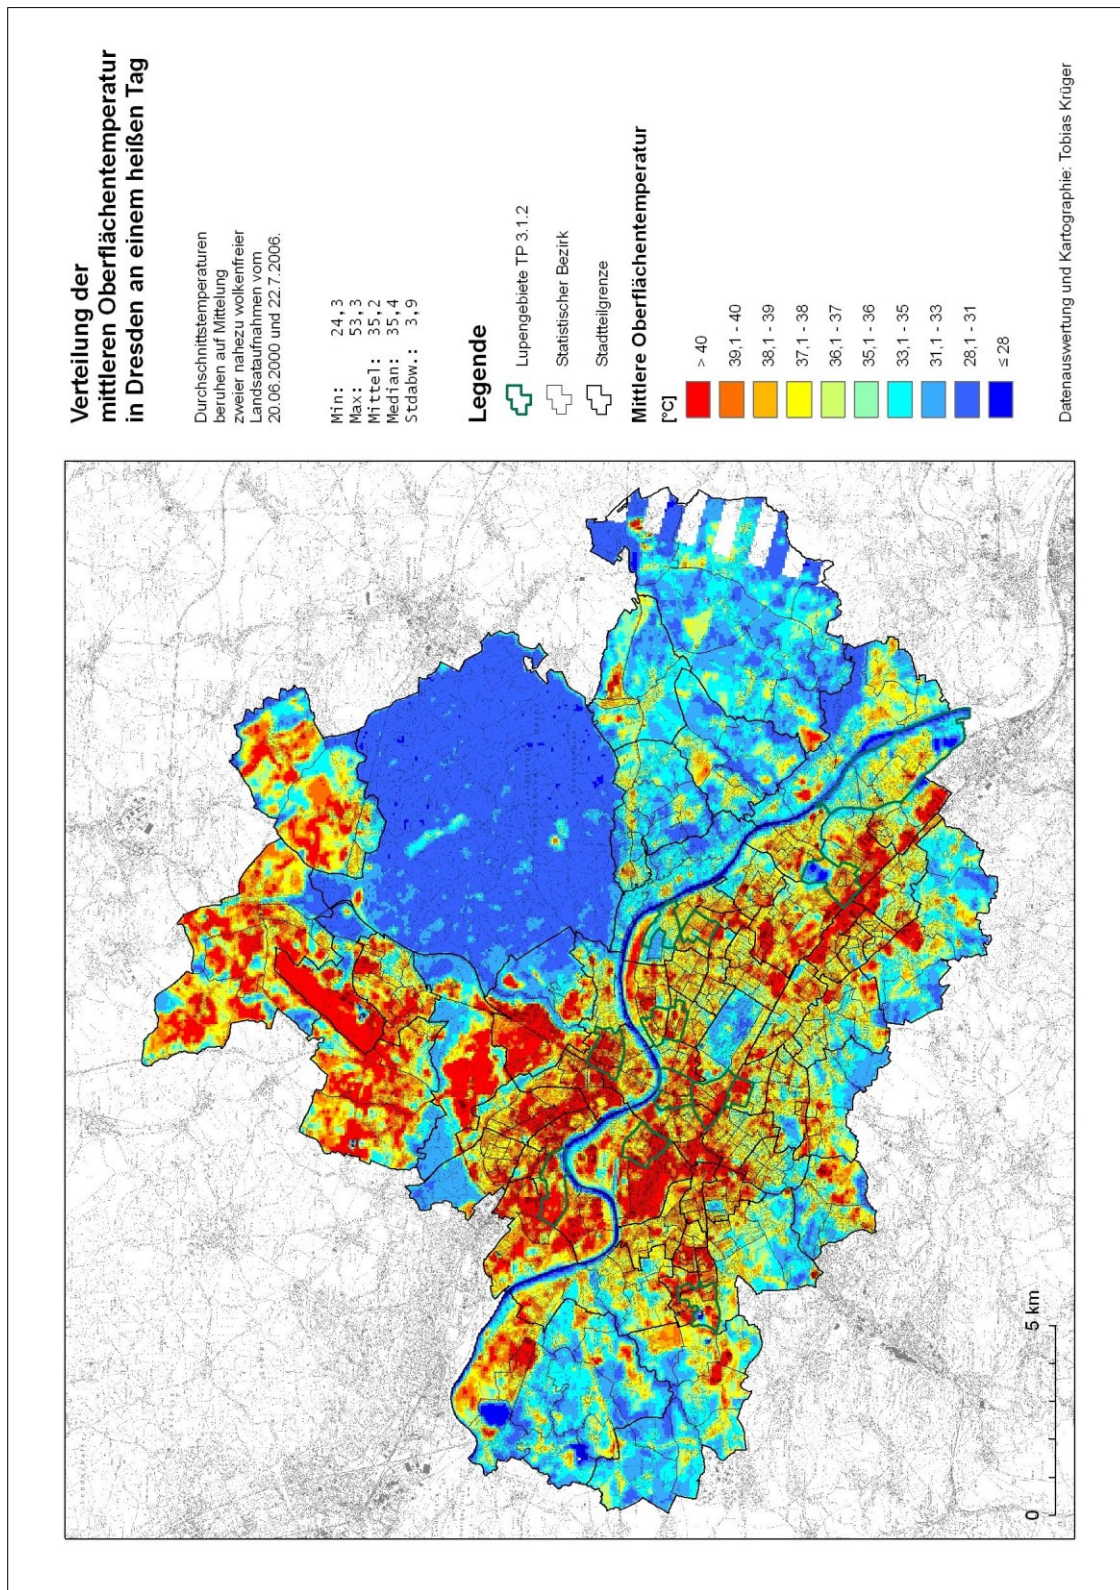 Verteilung der
mittleren Oberflächentemperatur
in Dresden an einem heißen Tag
Durchschnittstemperaturen
beruhen auf Mittelung
zweier nahezu wolkenfreier
Landsataufnahmen vom
20.06.2000 und 22.7.2006.
Min: 24,3
Max: 53,3
Mittel: 35,2
Median: 35,4
Stdabw.: 3,9
Legende
Lupengebiete TP 3.1.2
Statistischer Bezirk
Stadtteilgrenze
Mittlere Oberflächentemperatur
[°C]
> 40
39,1 - 40
38,1 - 39
37,1 - 38
36,1 - 37
35,1 - 36
33,1 - 35
31,1 - 33
28,1 - 31
≤ 28
Datenauswertung und Kartographie: Tobias Krüger
0 5 km